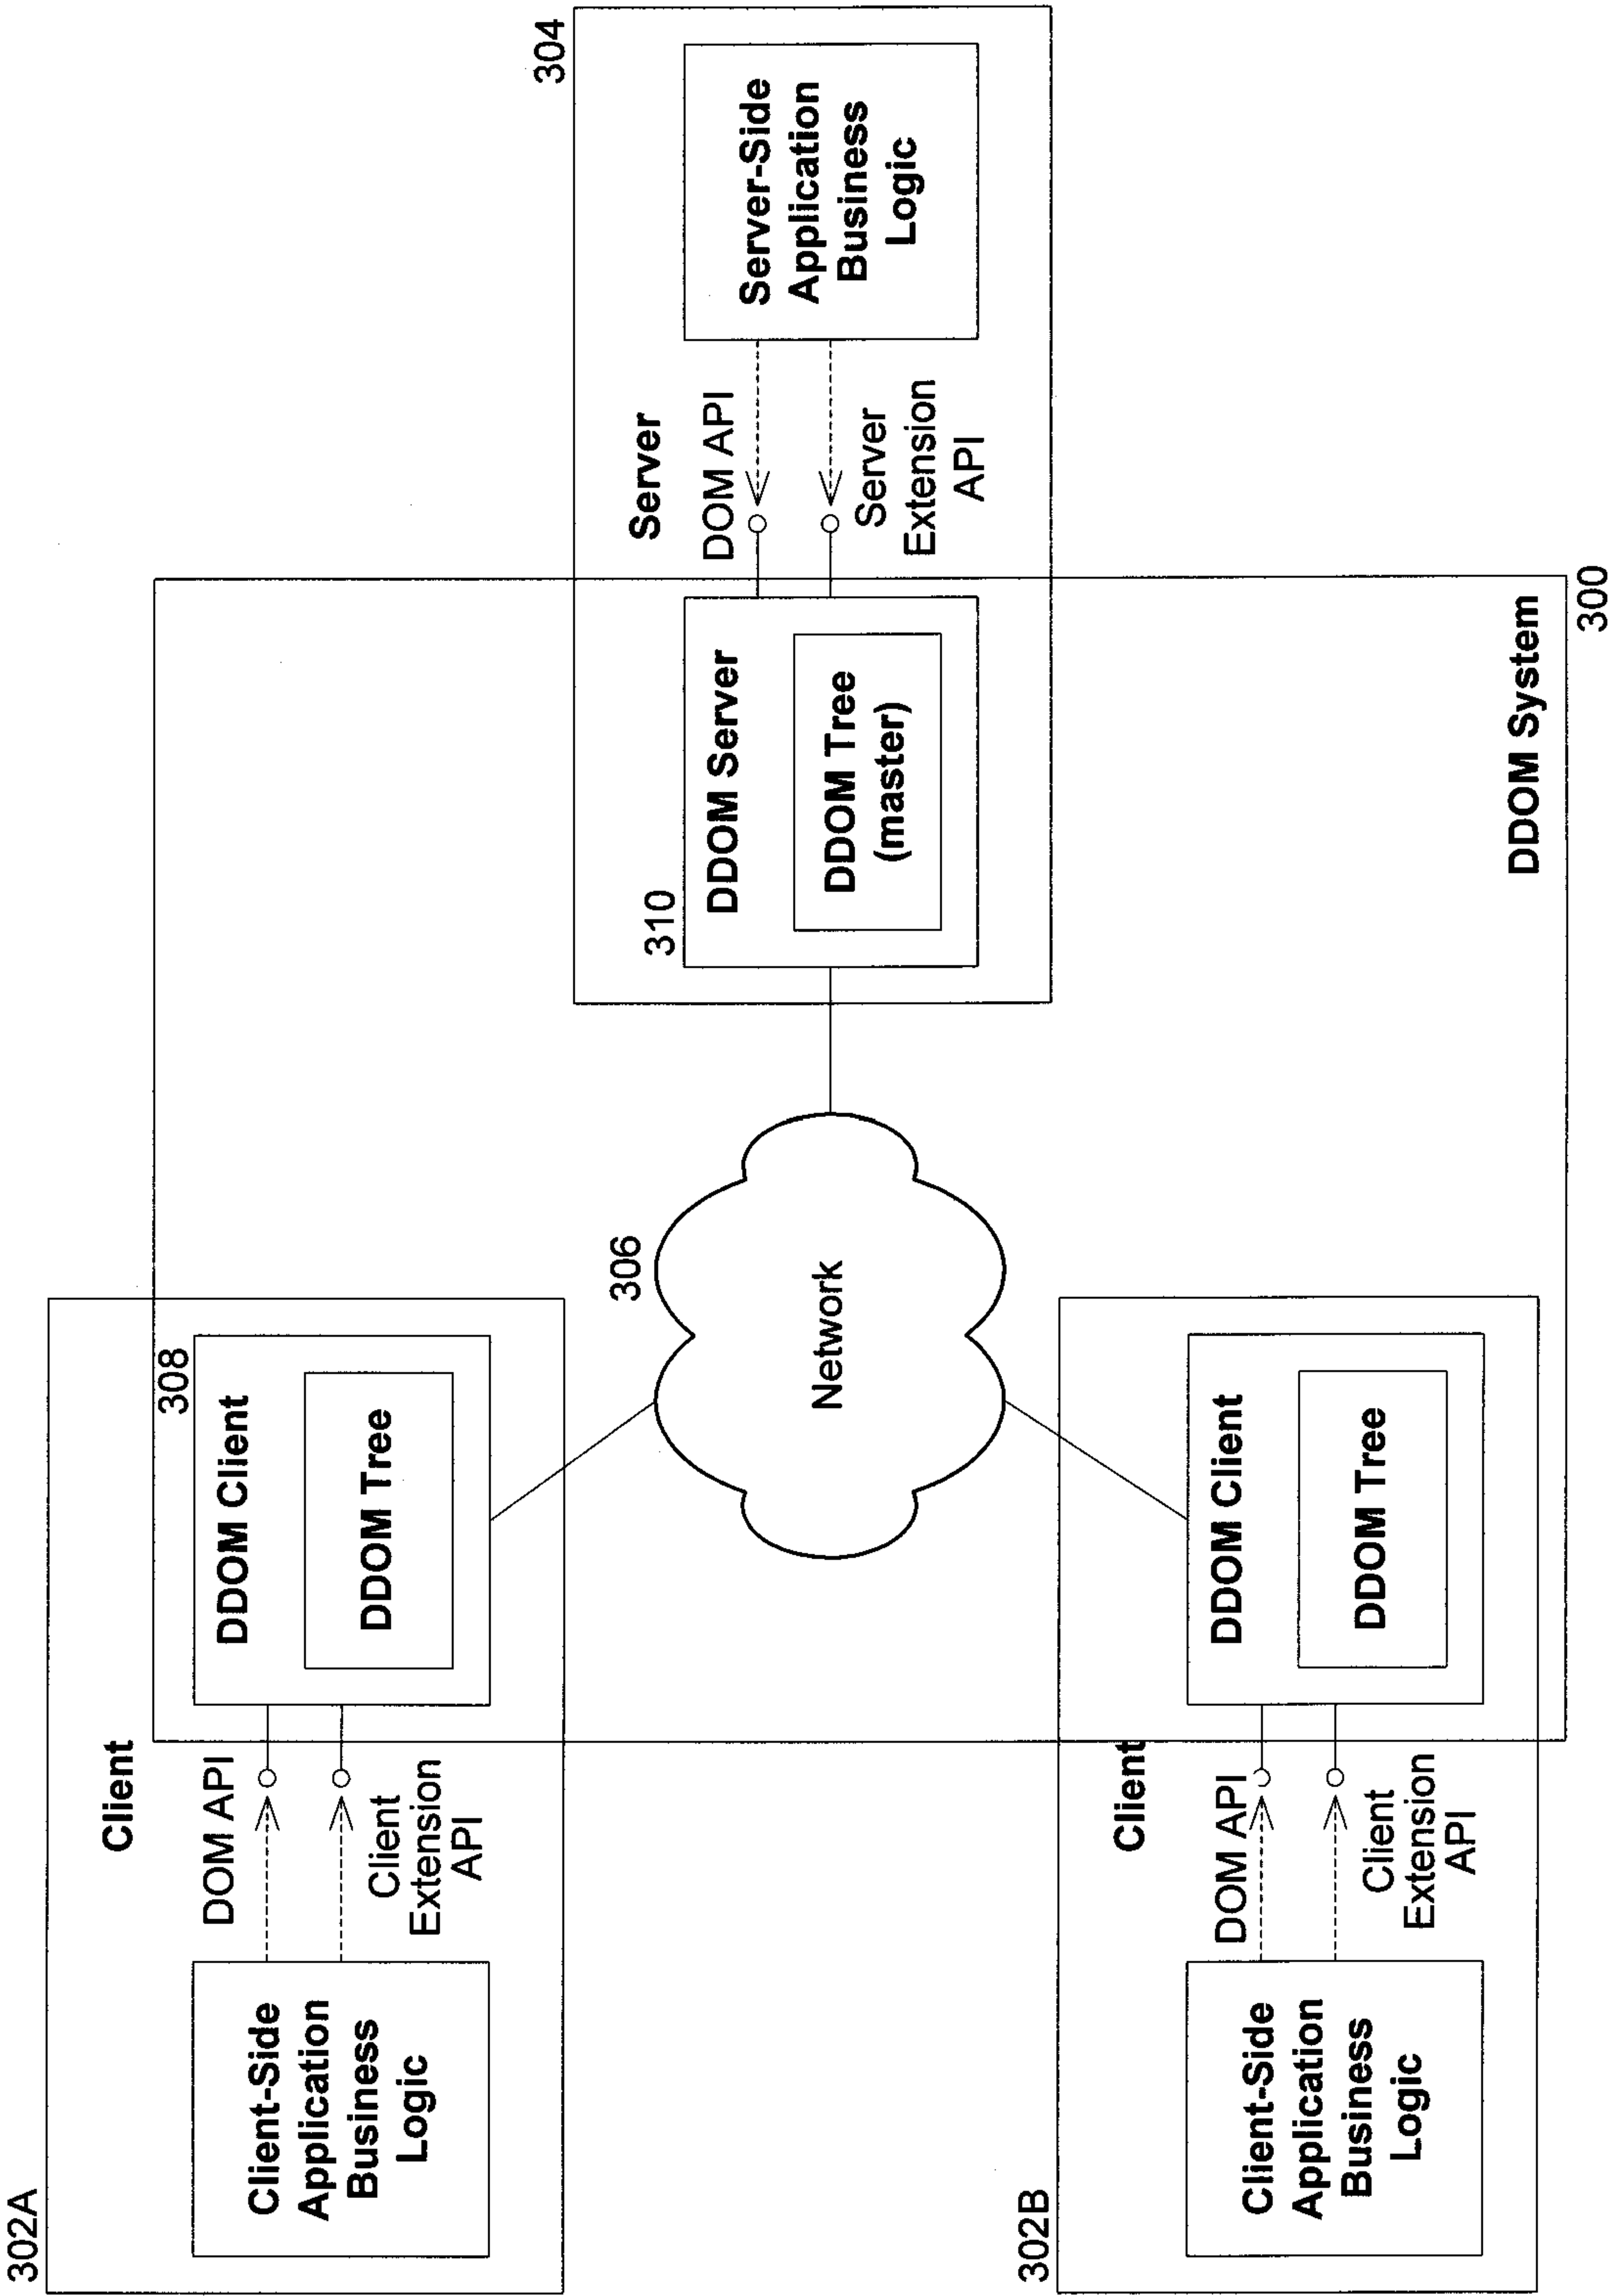 302A
Client
Client-Side
Application
Business
Logic
DOM API
Client
Extension
API
308
DDOM Client
DDOM Tree
306
Network
310
DDOM Server
DDOM Tree
(master)
Server
DOM API
Server
Extension
API
304
Server-Side
Application
Business
Logic
302B
Client
Client-Side
Application
Business
Logic
DOM API
Client
Extension
API
DDOM Client
DDOM Tree
DDOM System
300